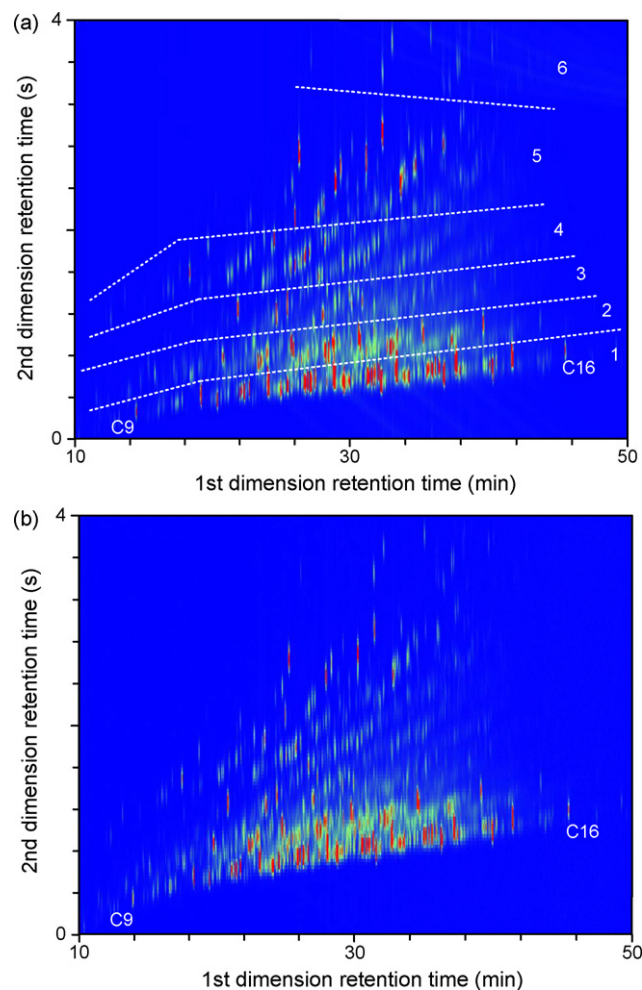 (a)
4
6
5
4
3
2
1
2nd dimension retention time (s)
C16
C9
0
10
30
50
1st dimension retention time (min)
(b)
4
2nd dimension retention time (s)
C16
C9
0
10
30
50
1st dimension retention time (min)